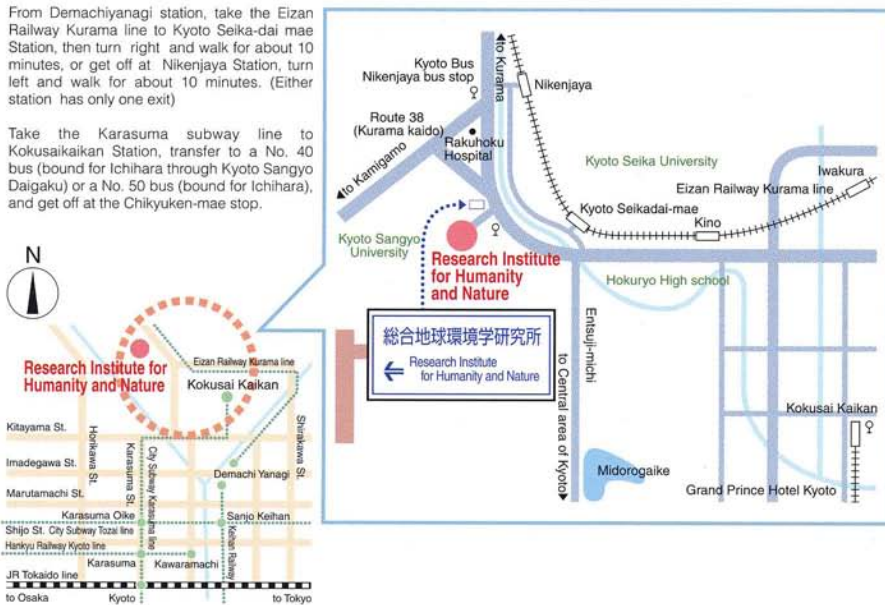 From Demachiyanagi station, take the Eizan
Railway Kurama line to Kyoto Seika-dai mae
Station, then turn right and walk for about 10
minutes, or get off at Nikenjaya Station, turn
left and walk for about 10 minutes. (Either
station has only one exit)
Take the Karasuma subway line to
Kokusaikaikan Station, transfer to a No. 40
bus (bound for Ichihara through Kyoto Sangyo
Daigaku) or a No. 50 bus (bound for Ichihara),
and get off at the Chikyuken-mae stop.
Kyoto Bus
Nikenjaya bus stop
to Kurama
Nikenjaya
Route 38
(Kurama kaido)
Rakuhoku
Hospital
to Kamigamo
Kyoto Seika University
Iwakura
Eizan Railway Kurama line
Kyoto Seikadai-mae
Kino
Kyoto Sangyo
University
Research Institute
for Humanity
and Nature
Hokuryo High school
総合地球環境学研究所
Research Institute
for Humanity and Nature
Entsuji-michi
to Central area of Kyoto
Kokusai Kaikan
Midorogaike
Grand Prince Hotel Kyoto
N
Research Institute for
Humanity and Nature
Eizan Railway Kurama line
Kokusai Kaikan
Kitayama St.
Horikawa St.
Karasuma St.
City Subway Karasuma line
Shirakawa St.
Imadegawa St.
Demachi Yanagi
Marutamachi St.
Karasuma Oike
Sanjo Keihan
Shijo St.
City Subway Tozai line
Hankyu Railway Kyoto line
Keihan Railway
Karasuma
Kawaramachi
JR Tokaido line
to Osaka
Kyoto
to Tokyo